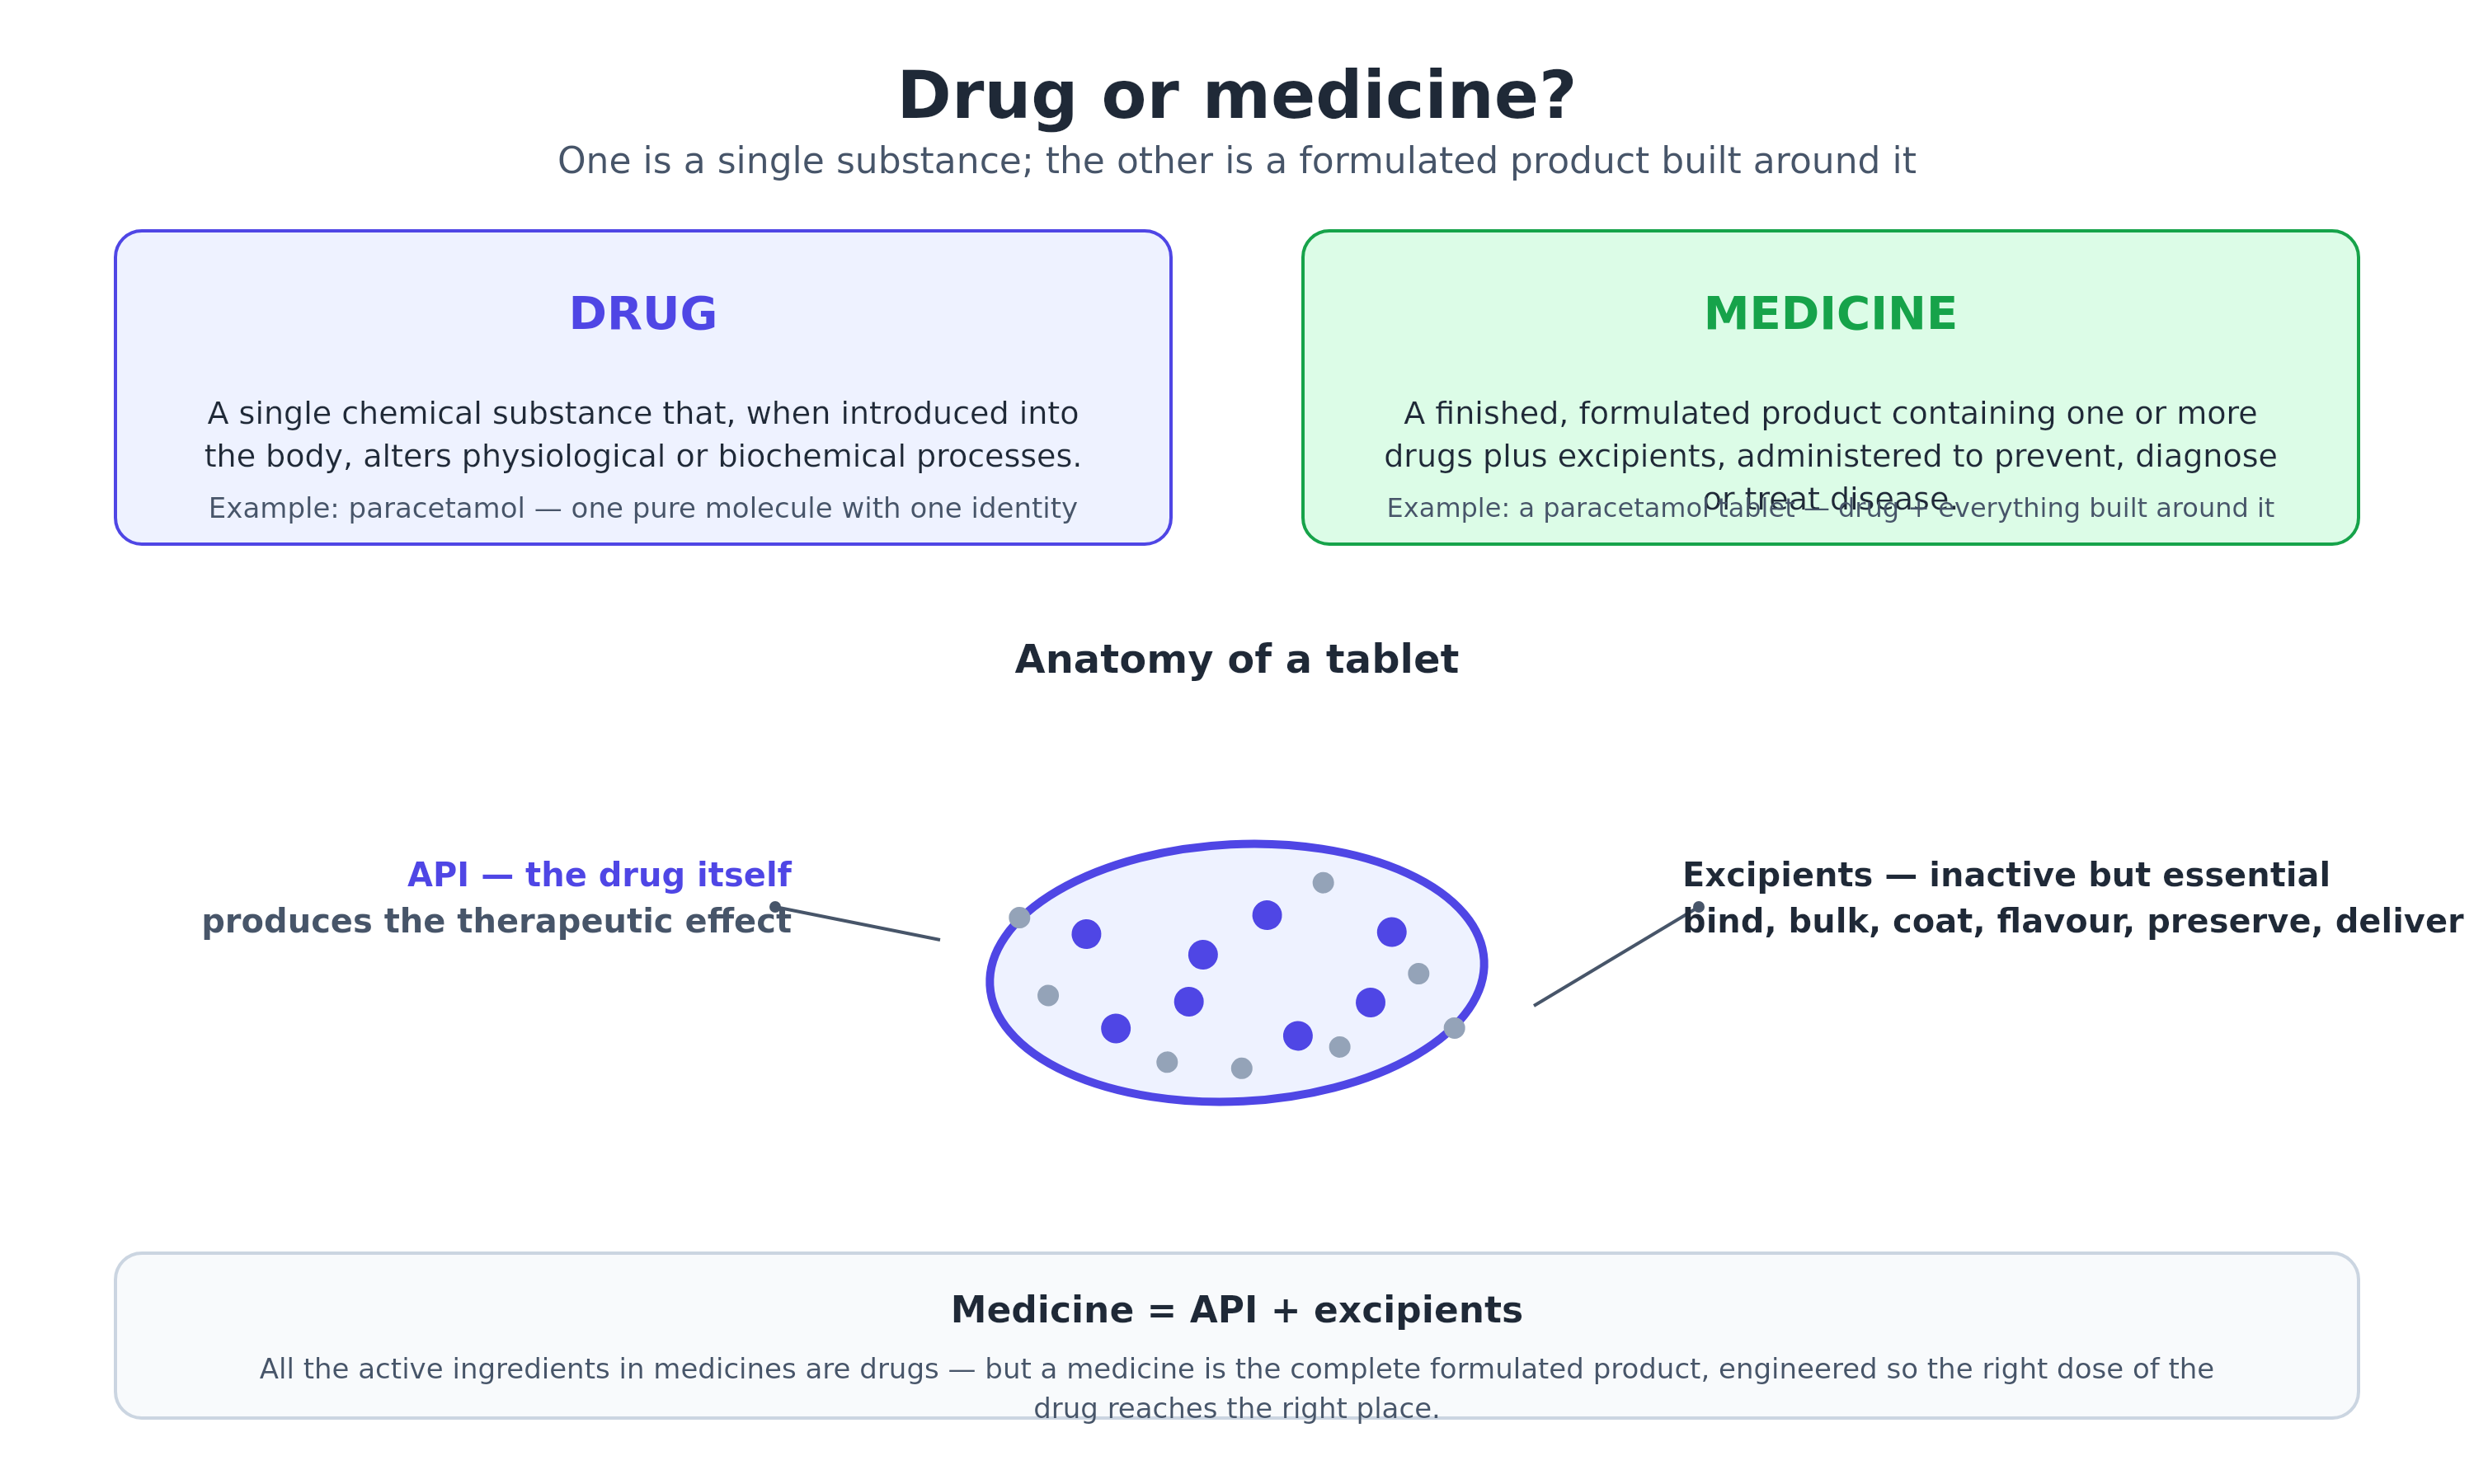 Drug or medicine?
One is a single substance; the other is a formulated product built around it
DRUG
A single chemical substance that, when introduced into
the body, alters physiological or biochemical processes.
Example: paracetamol — one pure molecule with one identity
MEDICINE
A finished, formulated product containing one or more
drugs plus excipients, administered to prevent, diagnose
or treat disease.
Example: a paracetamol tablet — drug + everything built around it
Anatomy of a tablet
API — the drug itself
produces the therapeutic effect
Excipients — inactive but essential
bind, bulk, coat, flavour, preserve, deliver
Medicine = API + excipients
All the active ingredients in medicines are drugs — but a medicine is the complete formulated product, engineered so the right dose of the
drug reaches the right place.